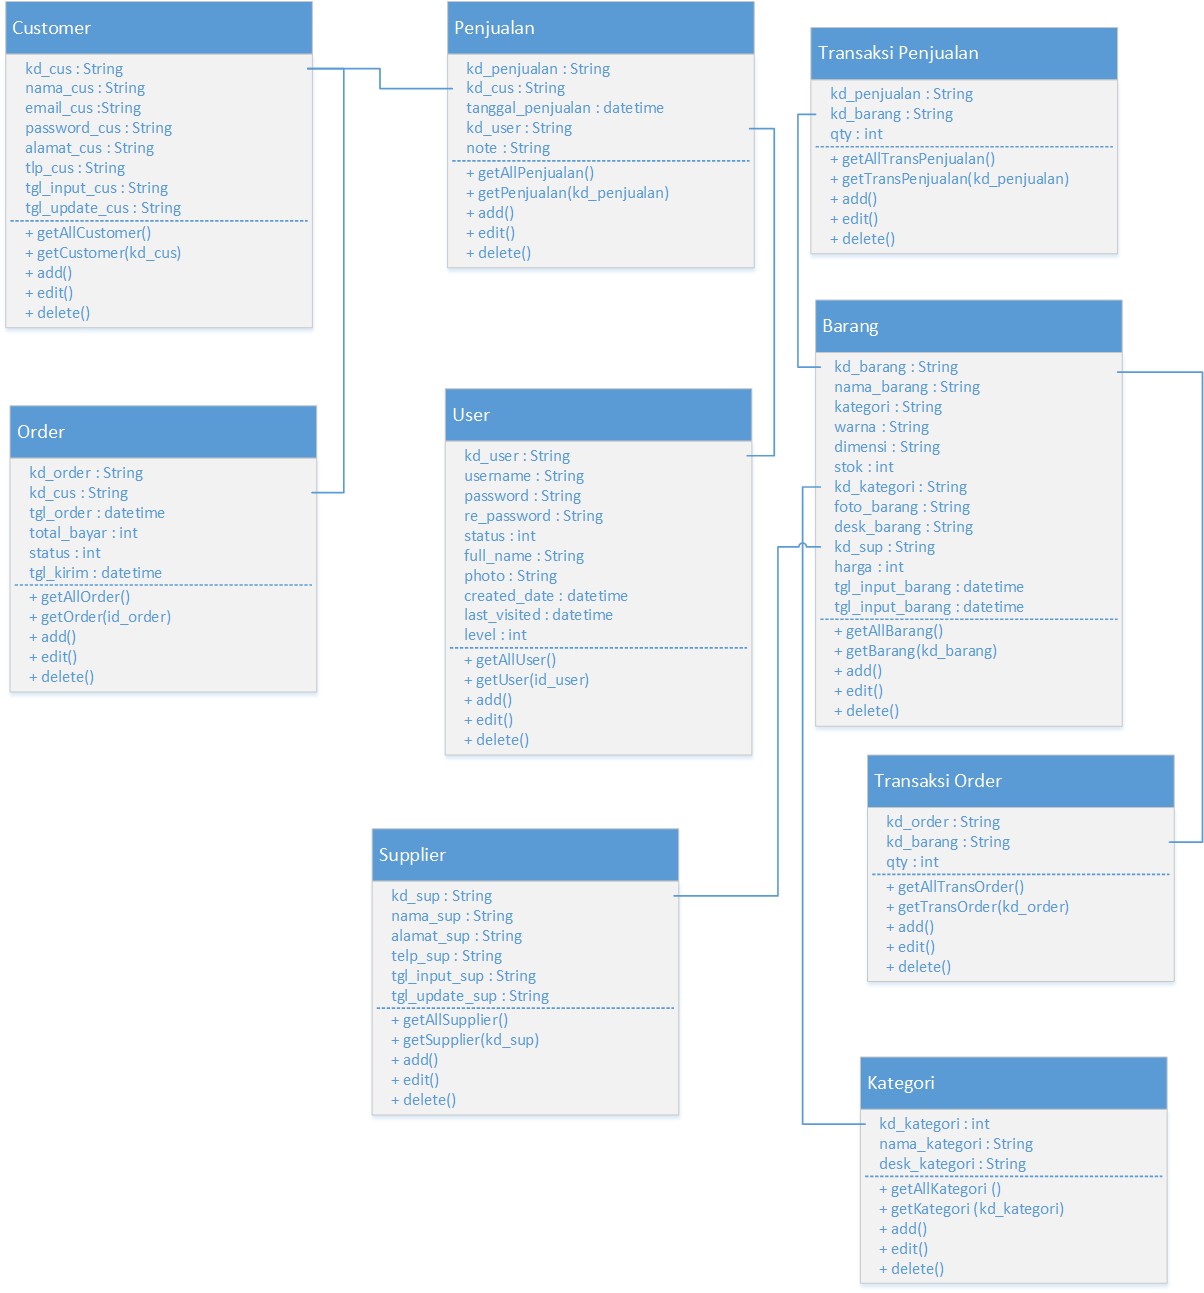 Customer
kd_cus : String
nama_cus : String
email_cus :String
password_cus : String
alamat_cus : String
tlp_cus : String
tgl_input_cus : String
tgl_update_cus : String
+ getAllCustomer()
+ getCustomer(kd_cus)
+ add()
+ edit()
+ delete()
Penjualan
kd_penjualan : String
kd_cus : String
tanggal_penjualan : datetime
kd_user : String
note : String
+ getAllPenjualan()
+ getPenjualan(kd_penjualan)
+ add()
+ edit()
+ delete()
Transaksi Penjualan
kd_penjualan : String
kd_barang : String
qty : int
+ getAllTransPenjualan()
+ getTransPenjualan(kd_penjualan)
+ add()
+ edit()
+ delete()
Order
kd_order : String
kd_cus : String
tgl_order : datetime
total_bayar : int
status : int
tgl_kirim : datetime
+ getAllOrder()
+ getOrder(id_order)
+ add()
+ edit()
+ delete()
User
kd_user : String
username : String
password : String
re_password : String
status : int
full_name : String
photo : String
created_date : datetime
last_visited : datetime
level : int
+ getAllUser()
+ getUser(id_user)
+ add()
+ edit()
+ delete()
Barang
kd_barang : String
nama_barang : String
kategori : String
warna : String
dimensi : String
stok : int
kd_kategori : String
foto_barang : String
desk_barang : String
kd_sup : String
harga : int
tgl_input_barang : datetime
tgl_input_barang : datetime
+ getAllBarang()
+ getBarang(kd_barang)
+ add()
+ edit()
+ delete()
Supplier
kd_sup : String
nama_sup : String
alamat_sup : String
telp_sup : String
tgl_input_sup : String
tgl_update_sup : String
+ getAllSupplier()
+ getSupplier(kd_sup)
+ add()
+ edit()
+ delete()
Transaksi Order
kd_order : String
kd_barang : String
qty : int
+ getAllTransOrder()
+ getTransOrder(kd_order)
+ add()
+ edit()
+ delete()
Kategori
kd_kategori : int
nama_kategori : String
desk_kategori : String
+ getAllKategori ()
+ getKategori (kd_kategori)
+ add()
+ edit()
+ delete()